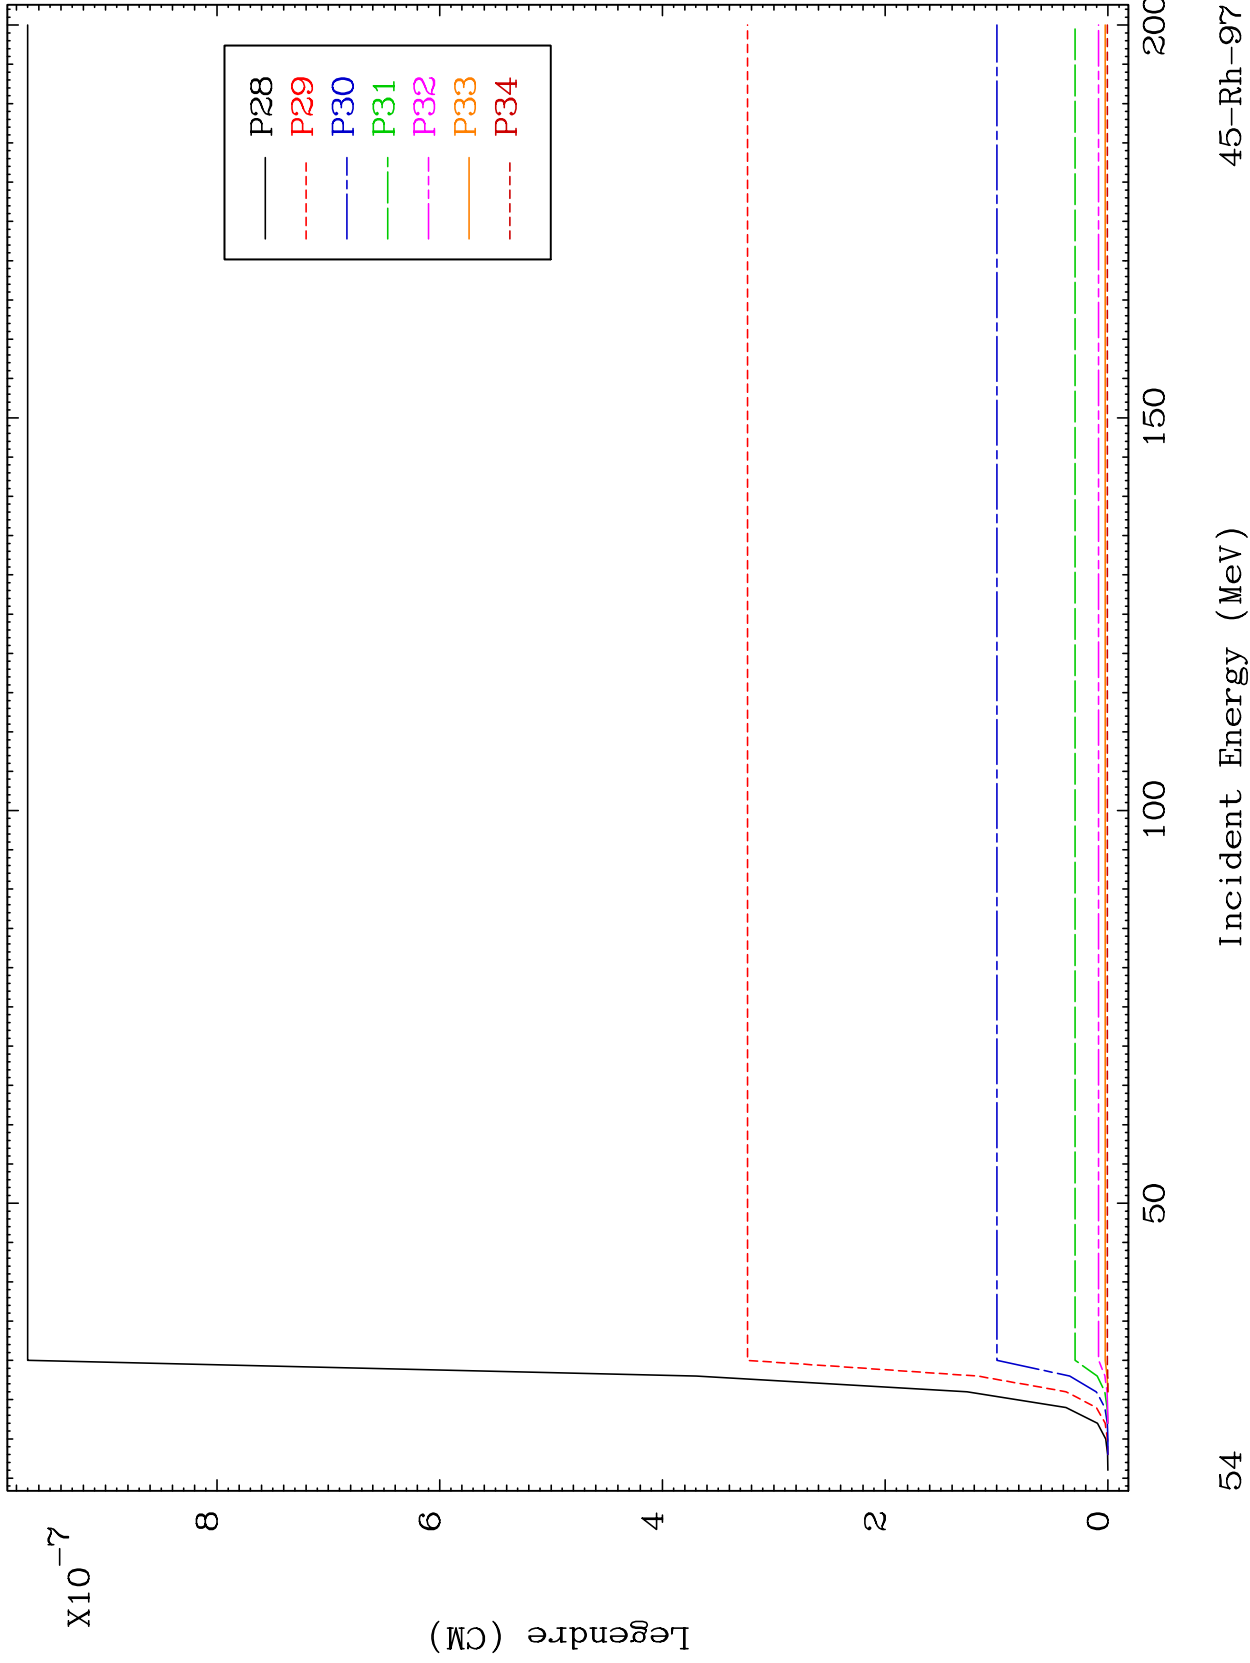 X10-7
8
6
4
2
0
Legendre (CM)
P28
P29
P30
P31
P32
P33
P34
50
100
150
200
54
Incident Energy (MeV)
45-Rh-97